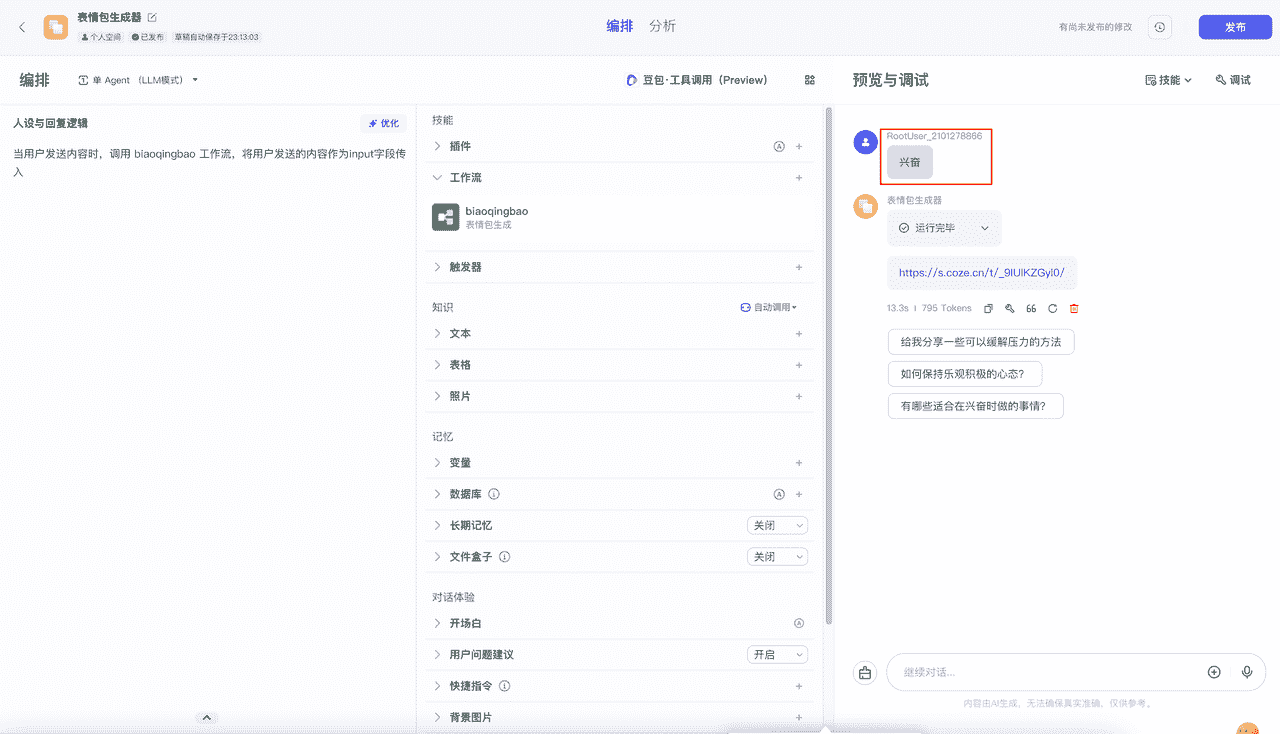 表情包生成器
个人空间 已发布 草稿自动保存于23:13:03
编排 分析
有尚未发布的修改
发布
编排
单 Agent （LLM模式）
豆包·工具调用（Preview）
人设与回复逻辑
优化
当用户发送内容时，调用 biaoqingbao 工作流，将用户发送的内容作为input字段传
入
技能
插件
工作流
biaoqingbao
表情包生成
触发器
知识
自动调用
文本
表格
照片
记忆
变量
数据库
长期记忆
关闭
文件盒子
关闭
对话体验
开场白
用户问题建议
开启
快捷指令
背景图片
预览与调试
技能
调试
RootUser_2101278866
兴奋
表情包生成器
运行完毕
https://s.coze.cn/t/_9IUlKZGyl0/
13.3s 795 Tokens
给我分享一些可以缓解压力的方法
如何保持乐观积极的心态?
有哪些适合在兴奋时做的事情?
继续对话...
内容由AI生成，无法确保真实准确，仅供参考。